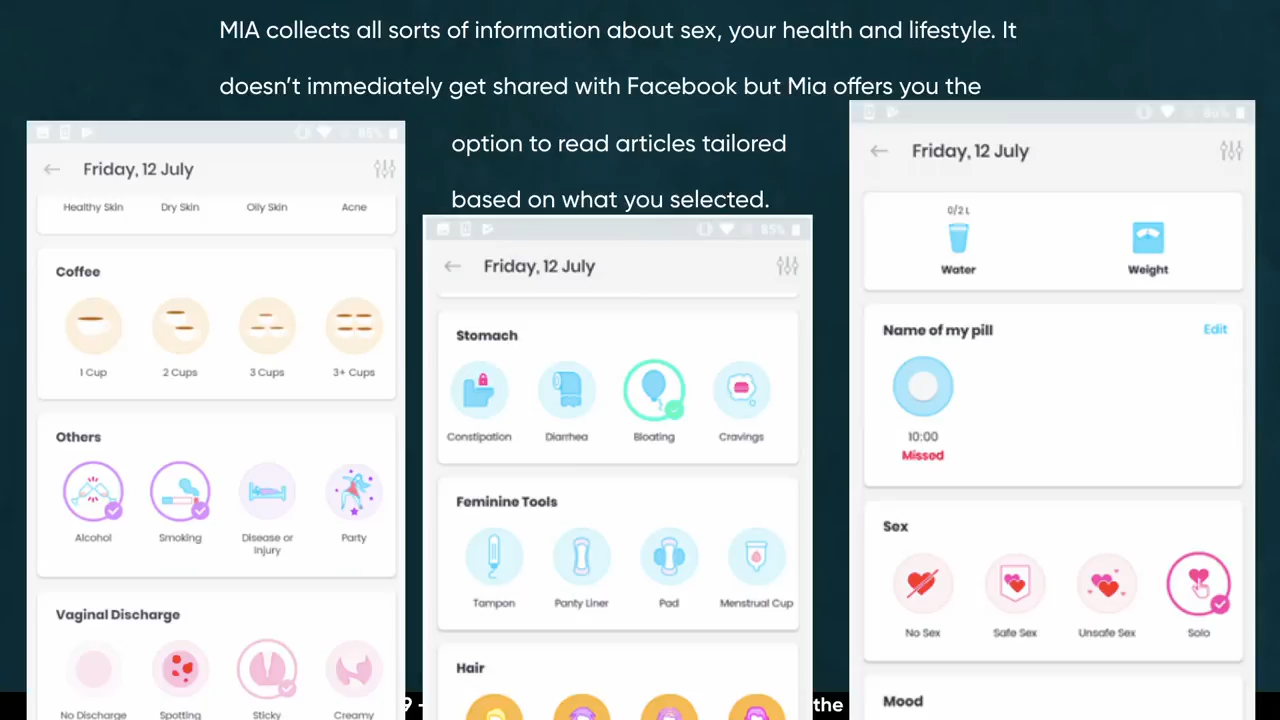 MIA collects all sorts of information about sex, your health and lifestyle. It
doesn’t immediately get shared with Facebook but Mia offers you the
option to read articles tailored
based on what you selected.
85%
Friday, 12 July
Healthy Skin Dry Skin Oily Skin Acne
Coffee
1 Cup 2 Cups 3 Cups 3+ Cups
Others
Alcohol Smoking Disease or Injury Party
Vaginal Discharge
No Discharge Spotting Sticky Creamy
85%
Friday, 12 July
Stomach
Constipation Diarrhea Bloating Cravings
Feminine Tools
Tampon Panty Liner Pad Menstrual Cup
Hair
Friday, 12 July
0/2 L
Water Weight
Name of my pill Edit
10:00
Missed
Sex
No Sex Safe Sex Unsafe Sex Solo
Mood
9 - the